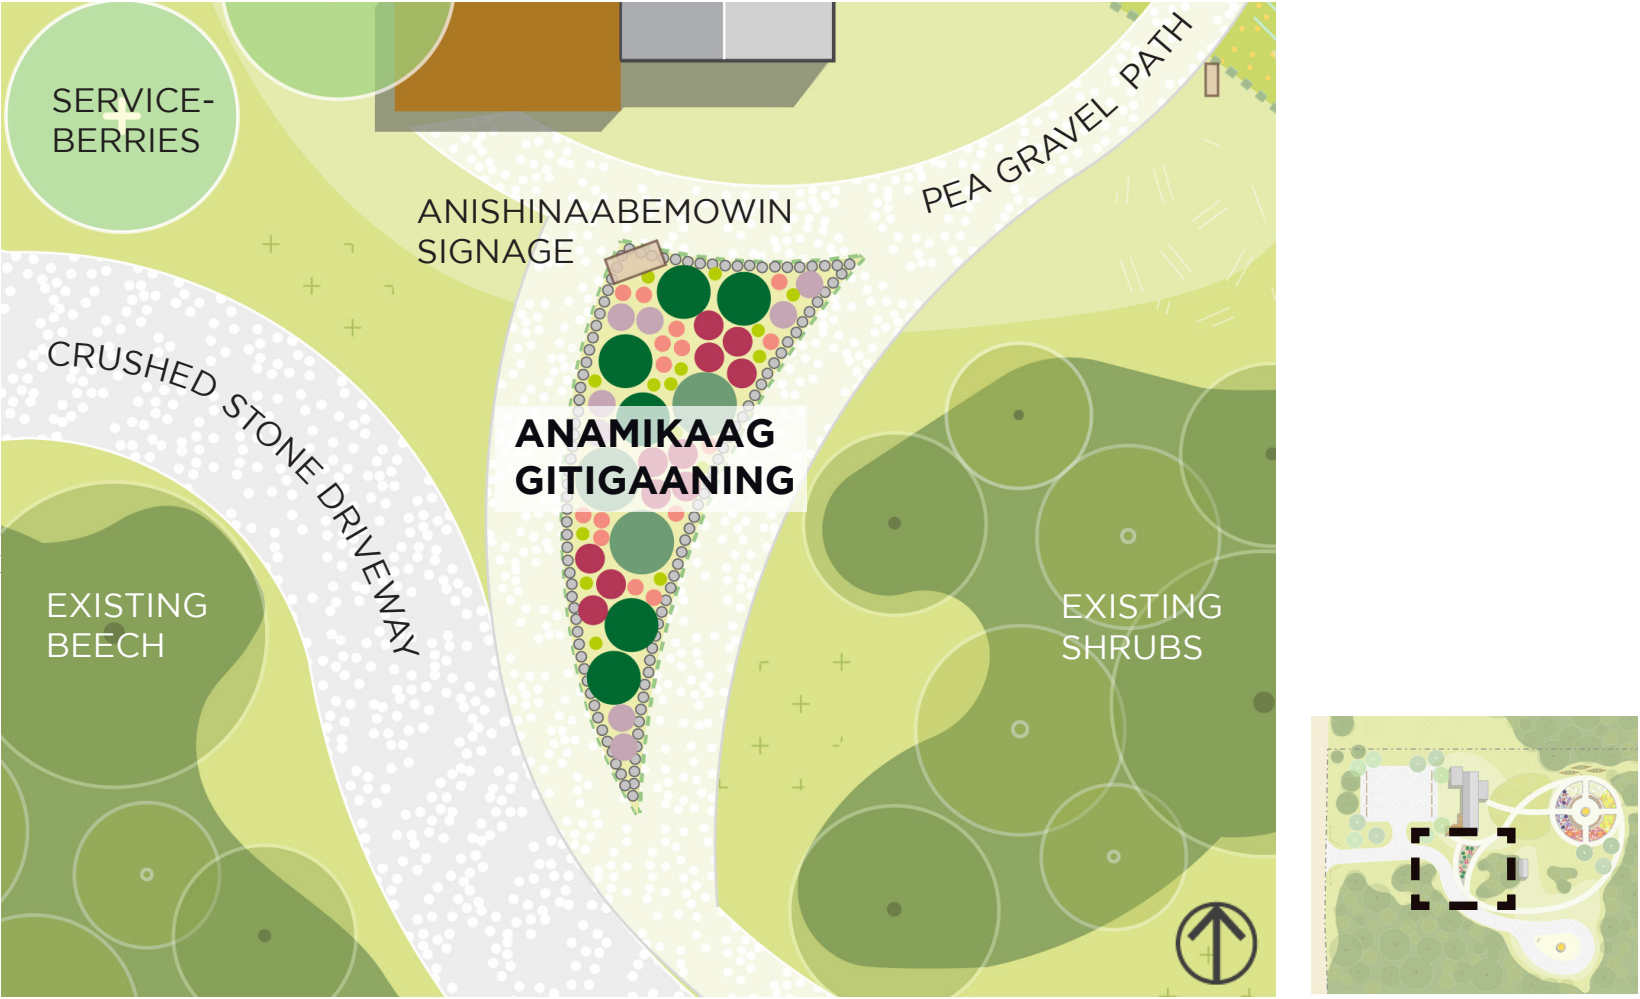 SERVICE-
BERRIES
PEA GRAVEL PATH
ANISHINAABEMOWIN
SIGNAGE
CRUSHED STONE DRIVEWAY
ANAMIKAAG
GITIGAANING
EXISTING
BEECH
EXISTING
SHRUBS